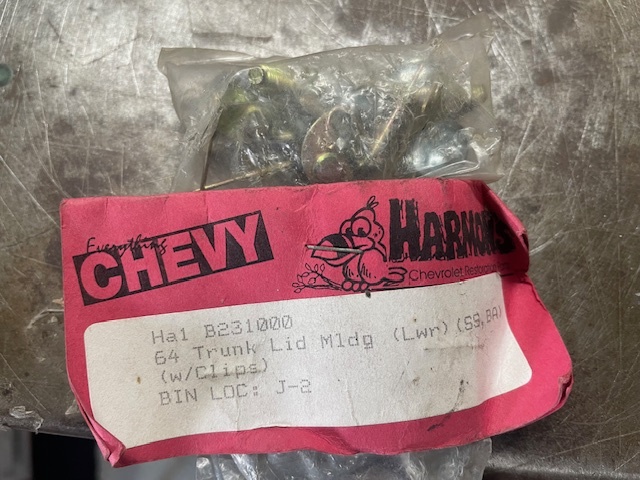 Everything
CHEVY
HARMON'S
Chevrolet Restoration
Ha1 B231000
64 Trunk Lid Mldg (Lwr)(SS,BA)
(w/Clips)
BIN LOC: J-2